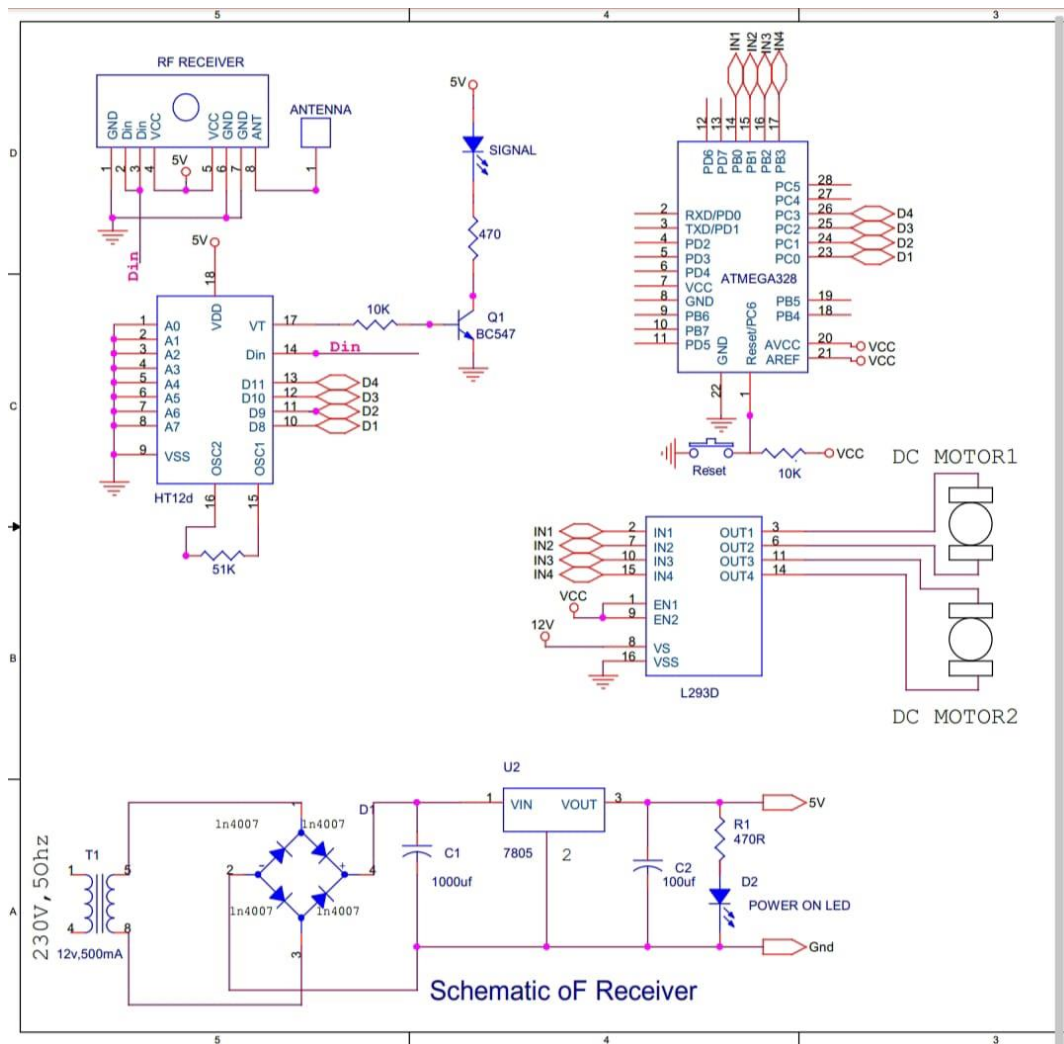 5 4 3
RF RECEIVER
GND Din Din VCC VCC GND GND ANT
1 2 3 4 5 6 7 8
5V
ANTENNA
1
Din
5V
SIGNAL
470
Q1
BC547
10K
5V
18
VDD
1 A0 VT 17
2 A1
3 A2 Din 14 Din
4 A3
5 A4 D11 13 D4
6 A5 D10 12 D3
7 A6 D9 11 D2
8 A7 D8 10 D1
9 VSS
OSC2 OSC1
16 15
HT12d
51K
IN1 IN2 IN3 IN4
12 13 14 15 16 17
PD6 PD7 PB0 PB1 PB2 PB3
PC5 28
PC4 27
2 RXD/PD0 PC3 26 D4
3 TXD/PD1 PC2 25 D3
4 PD2 PC1 24 D2
5 PD3 PC0 23 D1
6 PD4
ATMEGA328
7 VCC
8 GND PB5 19
9 PB6 PB4 18
10 PB7
11 PD5 AVCC 20 VCC
AREF 21 VCC
GND Reset/PC6
22 1
Reset
10K
VCC
DC MOTOR1
IN1 2 IN1 OUT1 3
IN2 7 IN2 OUT2 6
IN3 10 IN3 OUT3 11
IN4 15 IN4 OUT4 14
VCC
1 EN1
9 EN2
12V
8 VS
16 VSS
L293D
DC MOTOR2
230V,50hz
T1
1 5
4 8
12v,500mA
1n4007 1n4007
D1
2 - + 4
1n4007 1n4007
3
C1
1000uf
U2
1 VIN VOUT 3
7805 2
C2
100uf
R1
470R
D2
POWER ON LED
5V
Gnd
Schematic oF Receiver
D C B A
D C B A
5 4 3